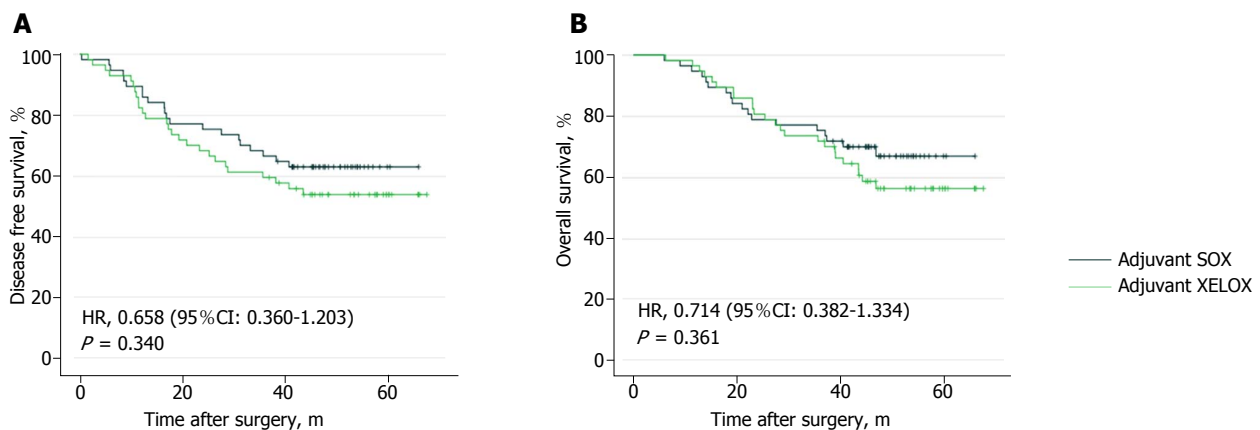 A
Disease free survival, %
100
80
60
40
20
0
HR, 0.658 (95%CI: 0.360-1.203)
P = 0.340
0 20 40 60
Time after surgery, m
B
Overall survival, %
100
80
60
40
20
0
HR, 0.714 (95%CI: 0.382-1.334)
P = 0.361
0 20 40 60
Time after surgery, m
Adjuvant SOX
Adjuvant XELOX